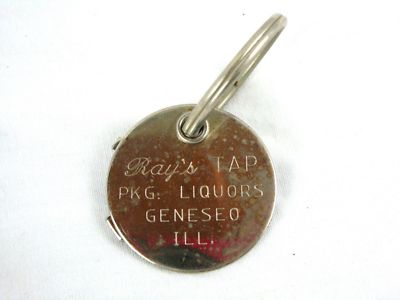 Ray's TAP
PKG. LIQUORS
GENESEO
ILL.